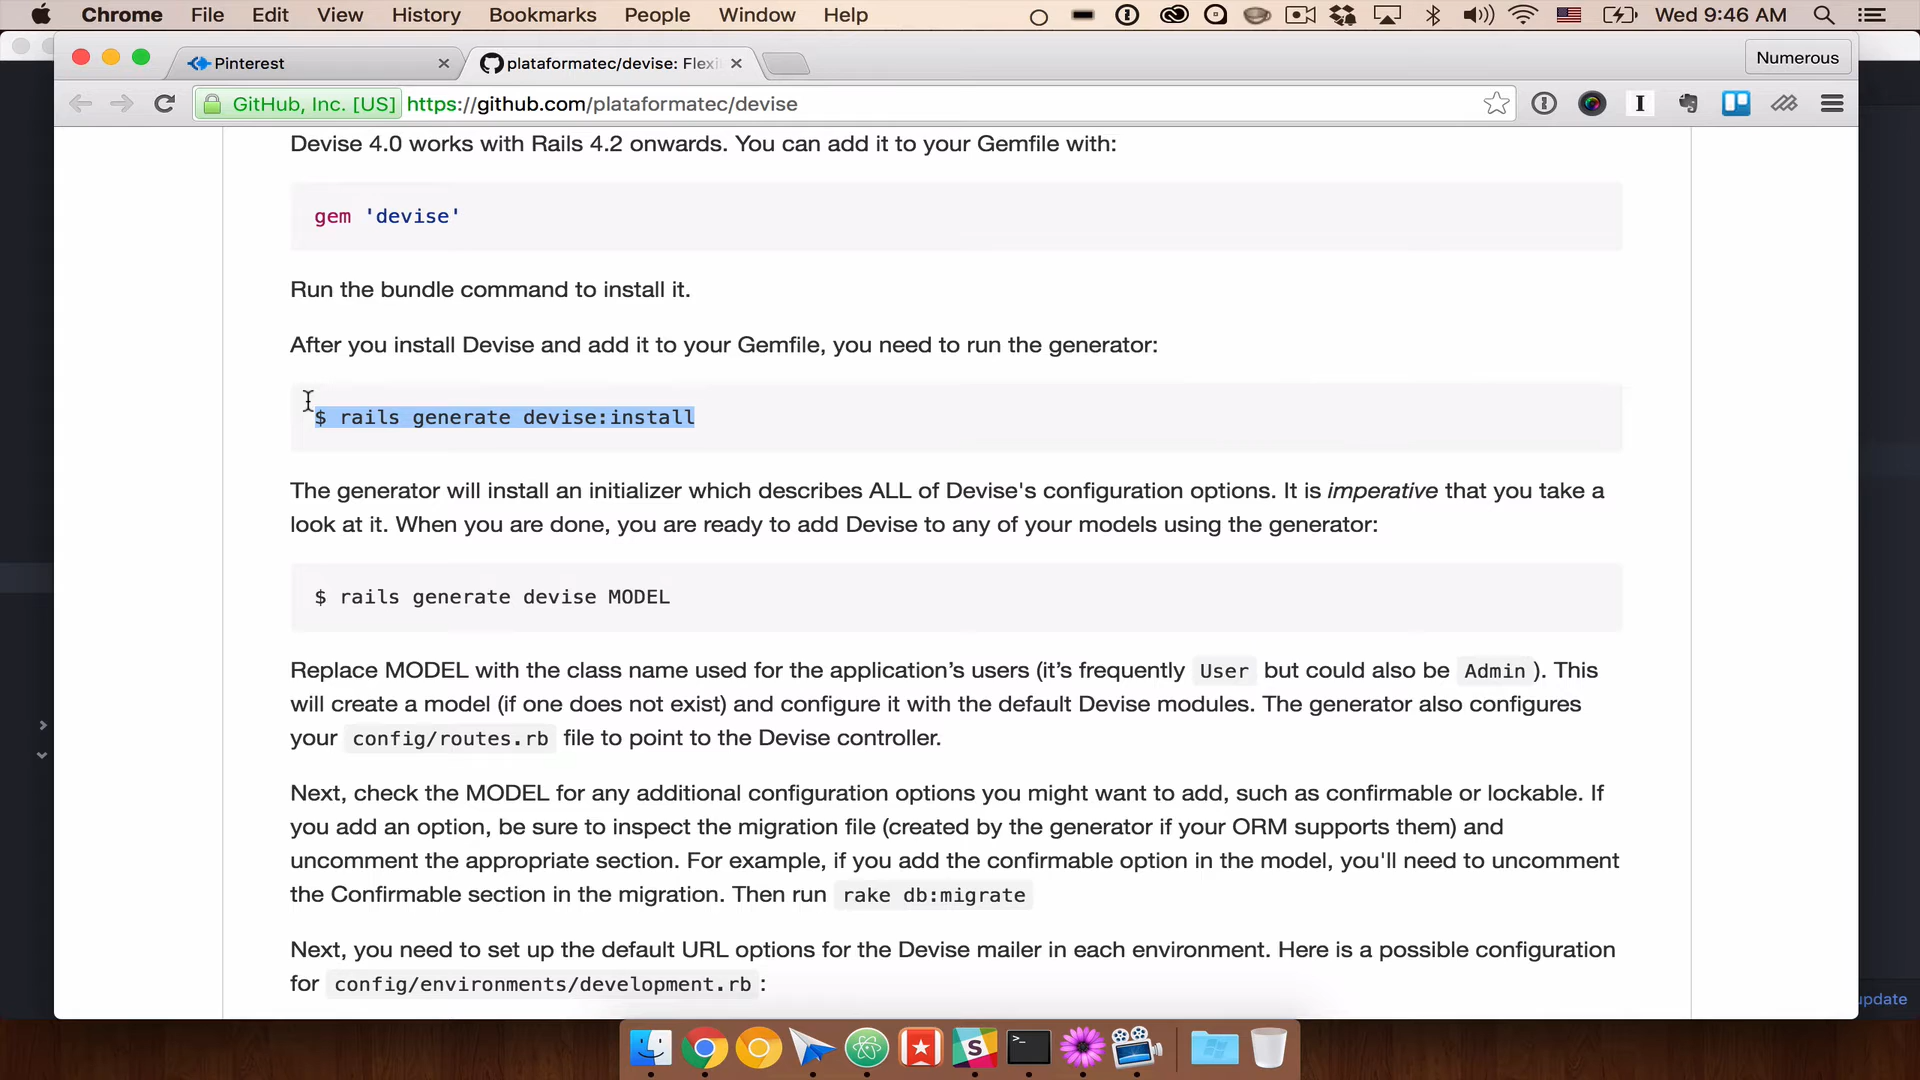 Chrome File Edit View History Bookmarks People Window Help Wed 9:46 AM
Pinterest plataformatec/devise: Flexi Numerous
GitHub, Inc. [US] https://github.com/plataformatec/devise
Devise 4.0 works with Rails 4.2 onwards. You can add it to your Gemfile with:
gem 'devise'
Run the bundle command to install it.
After you install Devise and add it to your Gemfile, you need to run the generator:
$ rails generate devise:install
The generator will install an initializer which describes ALL of Devise's configuration options. It is imperative that you take a
look at it. When you are done, you are ready to add Devise to any of your models using the generator:
$ rails generate devise MODEL
Replace MODEL with the class name used for the application’s users (it’s frequently User but could also be Admin ). This
will create a model (if one does not exist) and configure it with the default Devise modules. The generator also configures
your config/routes.rb file to point to the Devise controller.
Next, check the MODEL for any additional configuration options you might want to add, such as confirmable or lockable. If
you add an option, be sure to inspect the migration file (created by the generator if your ORM supports them) and
uncomment the appropriate section. For example, if you add the confirmable option in the model, you'll need to uncomment
the Confirmable section in the migration. Then run rake db:migrate
Next, you need to set up the default URL options for the Devise mailer in each environment. Here is a possible configuration
for config/environments/development.rb :
update